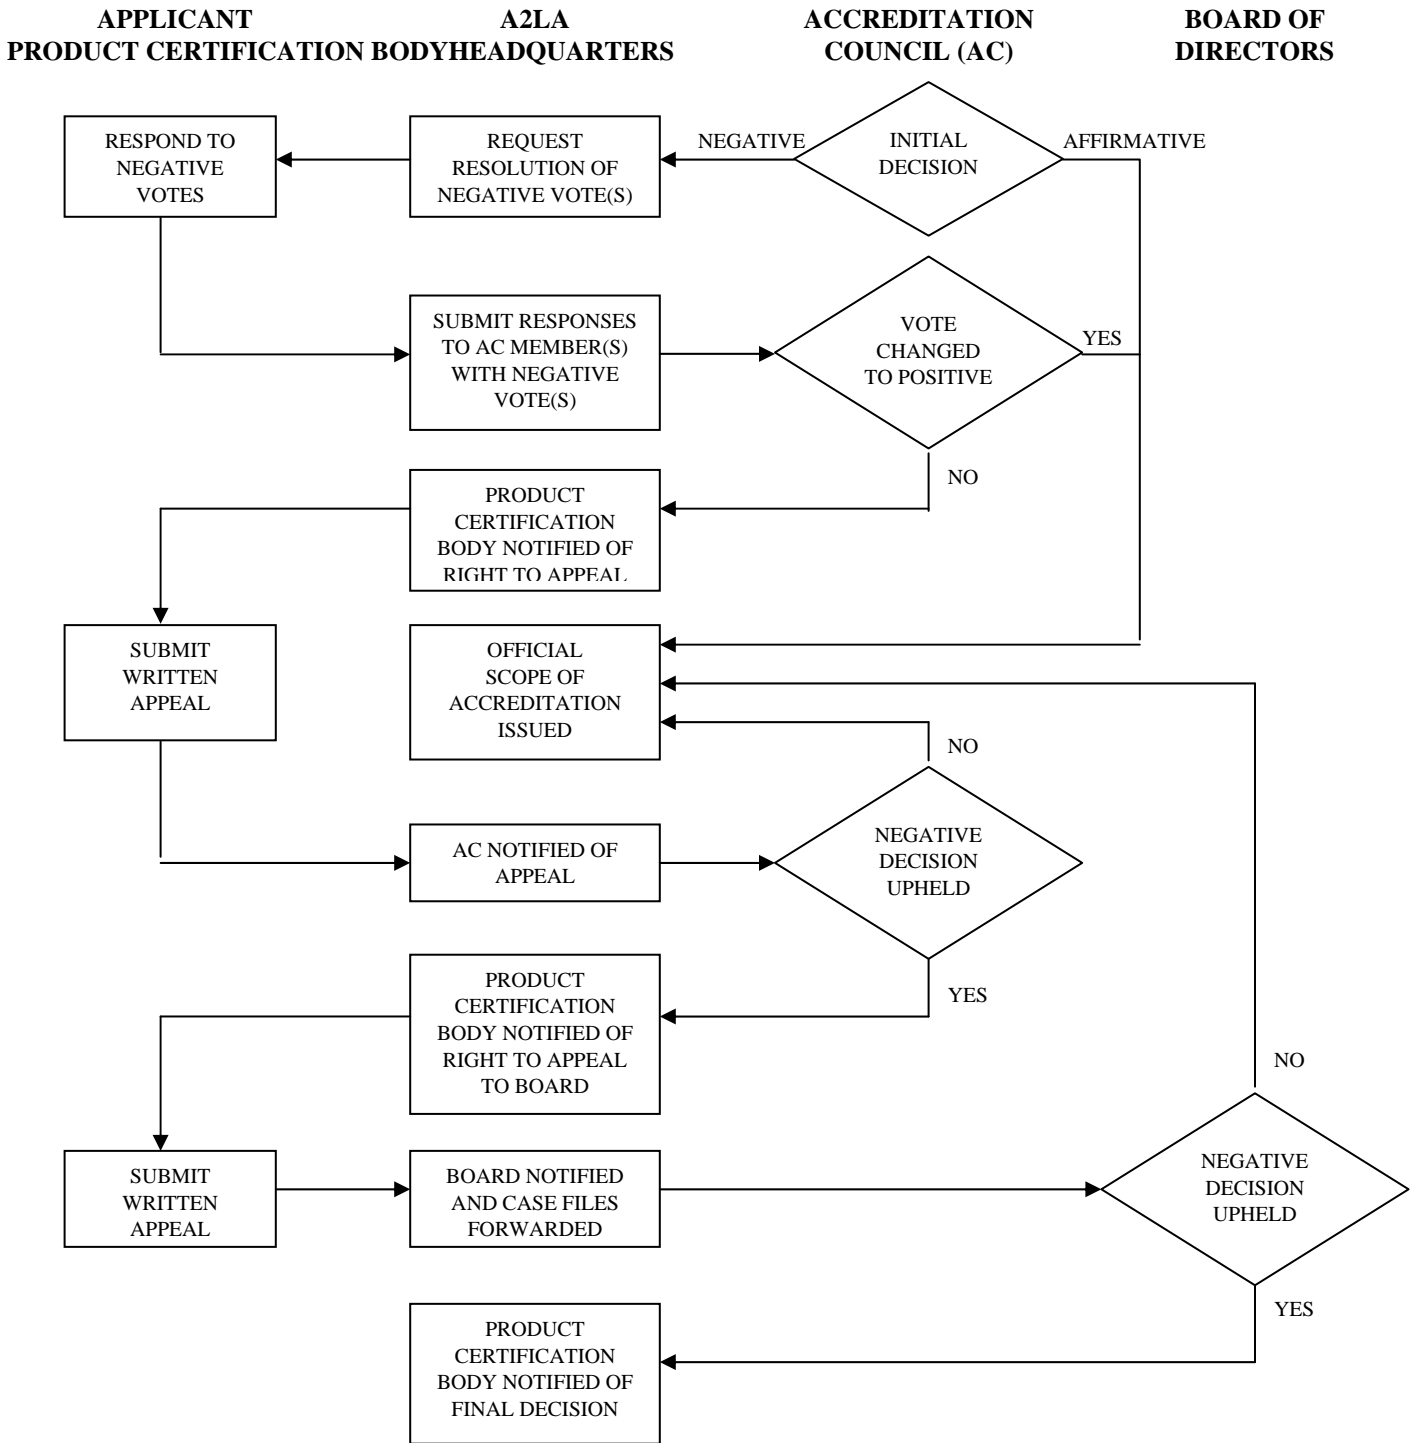 APPLICANT
PRODUCT CERTIFICATION BODY
A2LA
HEADQUARTERS
ACCREDITATION
COUNCIL (AC)
BOARD OF
DIRECTORS
RESPOND TO
NEGATIVE
VOTES
REQUEST
RESOLUTION OF
NEGATIVE VOTE(S)
NEGATIVE
INITIAL
DECISION
AFFIRMATIVE
SUBMIT RESPONSES
TO AC MEMBER(S)
WITH NEGATIVE
VOTE(S)
VOTE
CHANGED
TO POSITIVE
YES
NO
PRODUCT
CERTIFICATION
BODY NOTIFIED OF
RIGHT TO APPEAL
SUBMIT
WRITTEN
APPEAL
OFFICIAL
SCOPE OF
ACCREDITATION
ISSUED
NO
AC NOTIFIED OF
APPEAL
NEGATIVE
DECISION
UPHELD
YES
PRODUCT
CERTIFICATION
BODY NOTIFIED OF
RIGHT TO APPEAL
TO BOARD
NO
SUBMIT
WRITTEN
APPEAL
BOARD NOTIFIED
AND CASE FILES
FORWARDED
NEGATIVE
DECISION
UPHELD
YES
PRODUCT
CERTIFICATION
BODY NOTIFIED OF
FINAL DECISION